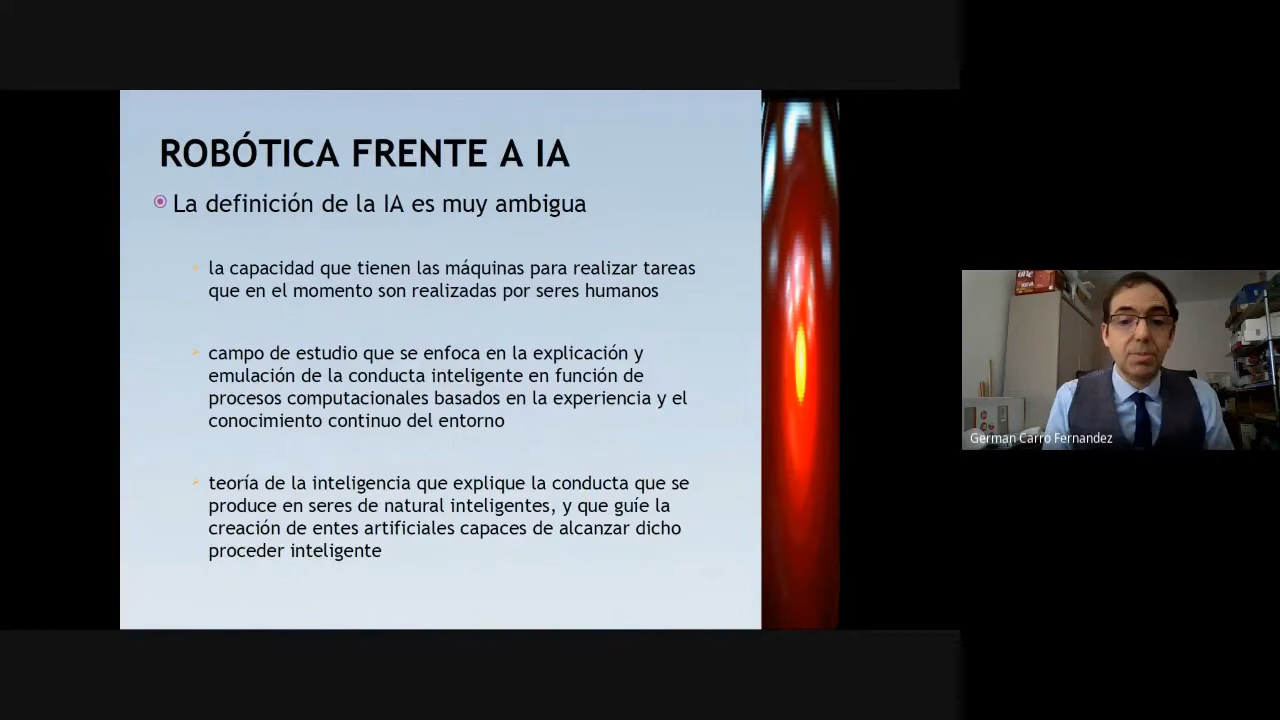 ROBÓTICA FRENTE A IA
La definición de la IA es muy ambigua
la capacidad que tienen las máquinas para realizar tareas
que en el momento son realizadas por seres humanos
campo de estudio que se enfoca en la explicación y
emulación de la conducta inteligente en función de
procesos computacionales basados en la experiencia y el
conocimiento continuo del entorno
teoría de la inteligencia que explique la conducta que se
produce en seres de natural inteligentes, y que guíe la
creación de entes artificiales capaces de alcanzar dicho
proceder inteligente
German Carro Fernandez